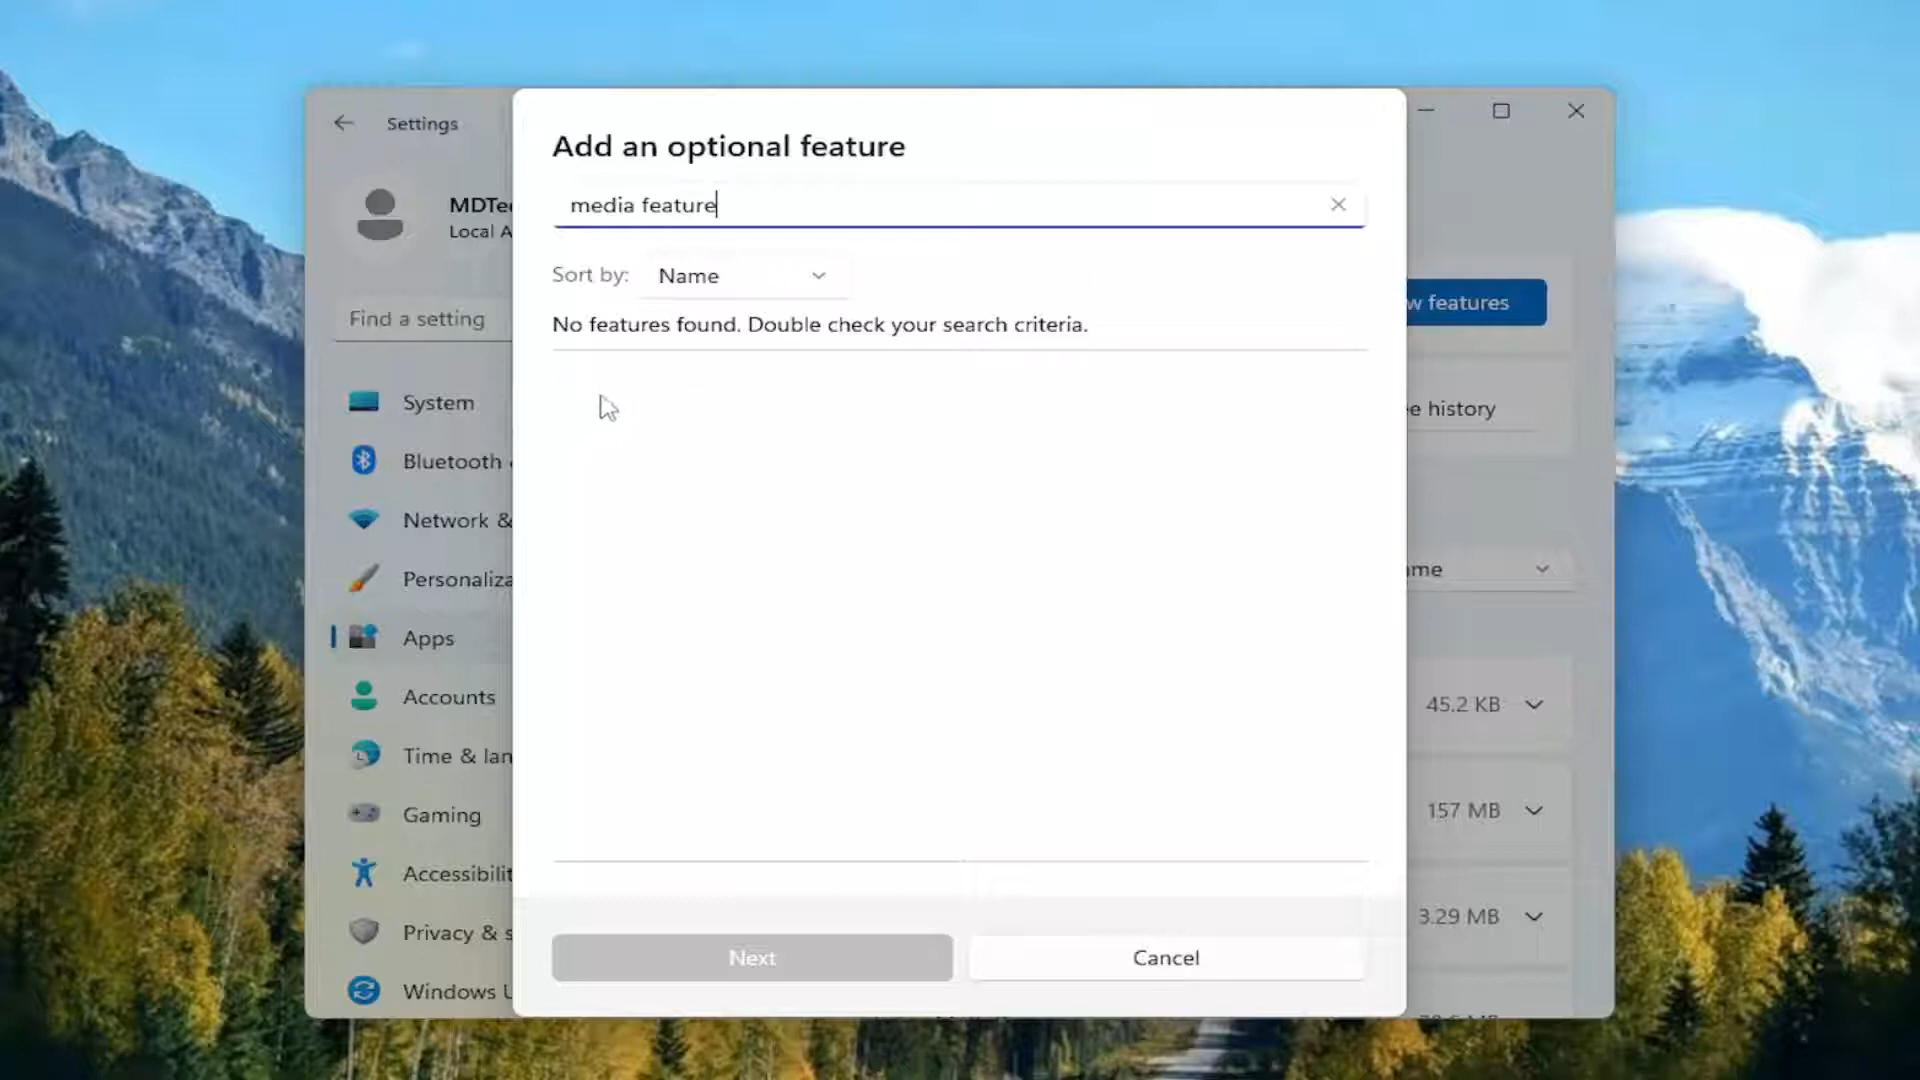 Settings
MDTec
Local A
Find a setting
System
Bluetooth
Network &
Personaliza
Apps
Accounts
Time & lan
Gaming
Accessibilit
Privacy & s
Windows U
Add an optional feature
media feature
Sort by: Name
No features found. Double check your search criteria.
Next
Cancel
w features
e history
me
45.2 KB
157 MB
3.29 MB